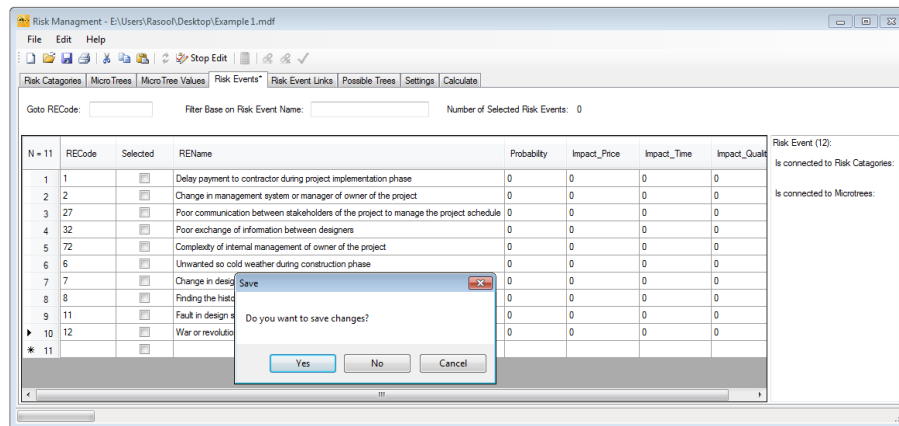 Risk Managment - E:\Users\Rasool\Desktop\Example 1.mdf
File Edit Help
Stop Edit
Risk Catagories MicroTrees MicroTree Values Risk Events* Risk Event Links Possible Trees Settings Calculate
Goto RECode: Filter Base on Risk Event Name: Number of Selected Risk Events: 0
N = 11 RECode Selected REName Probability Impact_Price Impact_Time Impact_Qualit
Risk Event (12):
Is connected to Risk Catagories:
Is connected to Microtrees:
1 1 Delay payment to contractor during project implementation phase 0 0 0 0
2 2 Change in management system or manager of owner of the project 0 0 0 0
3 27 Poor communication between stakeholders of the project to manage the project schedule 0 0 0 0
4 32 Poor exchange of information between designers 0 0 0 0
5 72 Complexity of internal management of owner of the project 0 0 0 0
6 6 Unwanted so cold weather during construction phase 0 0 0 0
7 7 Change in desig 0 0 0 0
8 8 Finding the histo 0 0 0 0
9 11 Fault in design s 0 0 0 0
10 12 War or revolutio 0 0 0 0
11
Save
Do you want to save changes?
Yes No Cancel